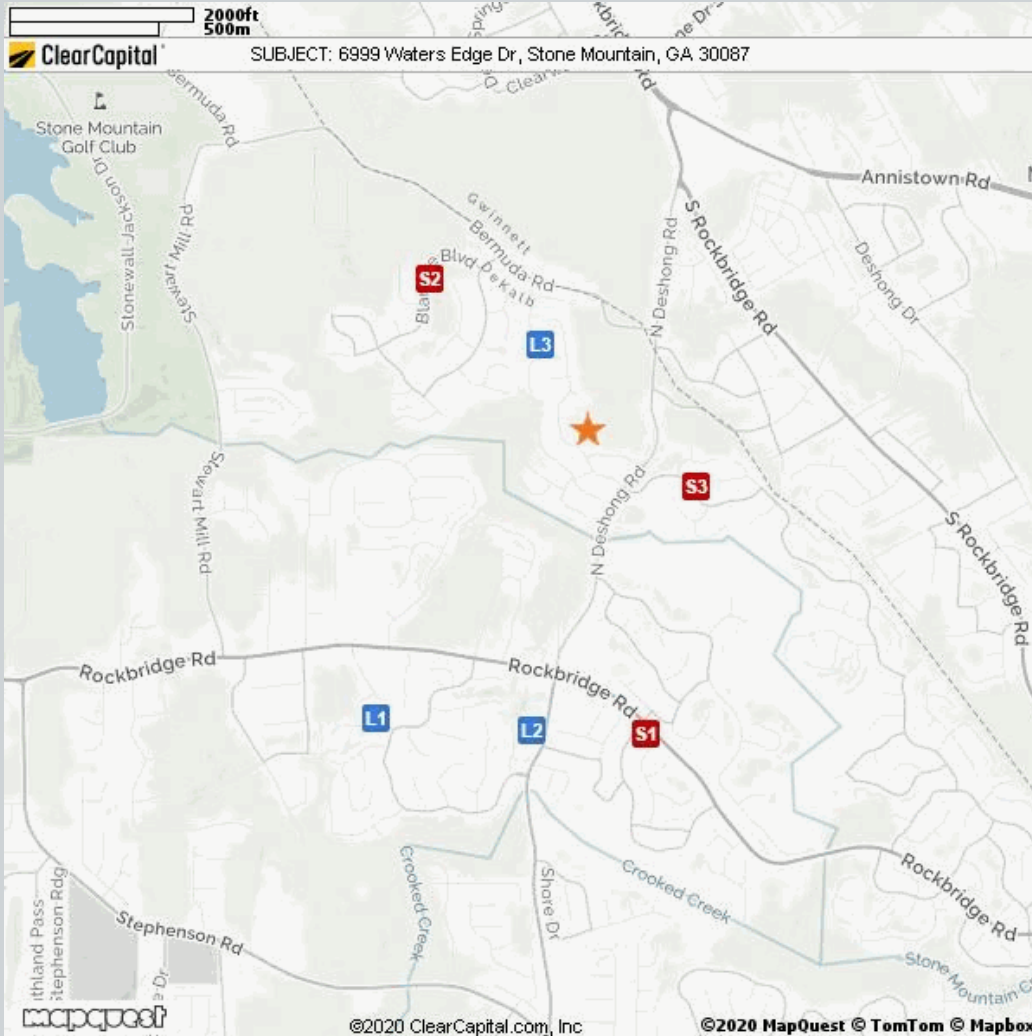 2000ft
500m
ClearCapital
SUBJECT: 6999 Waters Edge Dr, Stone Mountain, GA 30087
Bermuda Rd
Stone Mountain
Golf Club
Stonewall-Jackson Dr
Stewart Mill Rd
Annistown Rd
Deshong Dr
S Rockbridge Rd
N Deshong Rd
Gwinnett
Bermuda Rd
DeKalb
Blvd
S2
L3
S3
N Deshong Rd
Stewart Mill Rd
S Rockbridge Rd
Rockbridge Rd
Rockbridge Rd
L1
L2
S1
Rockbridge Rd
Crooked Creek
Crooked Creek
Shore Dr
Stephenson Rd
Stephenson Rdg
Stone Mountain
mapquest
©2020 ClearCapital.com, Inc
©2020 MapQuest © TomTom © Mapbox